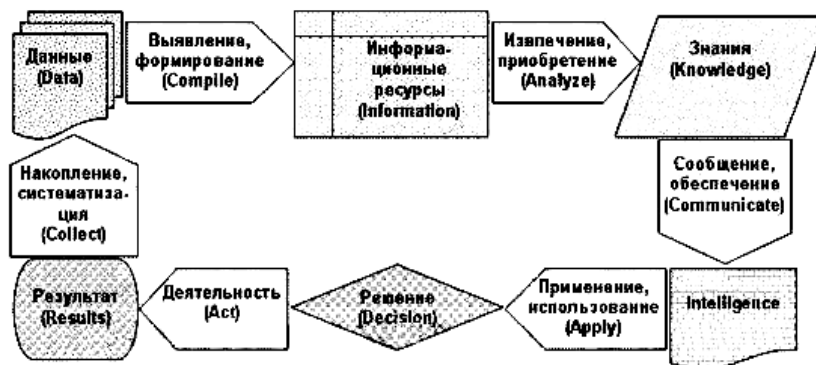 Данные
(Data)
Выявление,
формирование
(Compile)
Информа-
ционные
ресурсы
(Information)
Извлечение,
приобретение
(Analyze)
Знания
(Knowledge)
Сообщение,
обеспечение
(Communicate)
Intelligence
Применение,
использование
(Apply)
Решение
(Decision)
Деятельность
(Act)
Результат
(Results)
Накопление,
систематиза-
ция
(Collect)